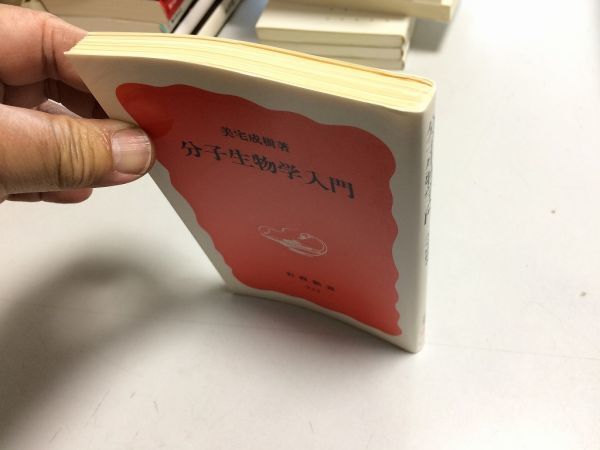 美宅成樹著
分子生物学入門
岩波新書